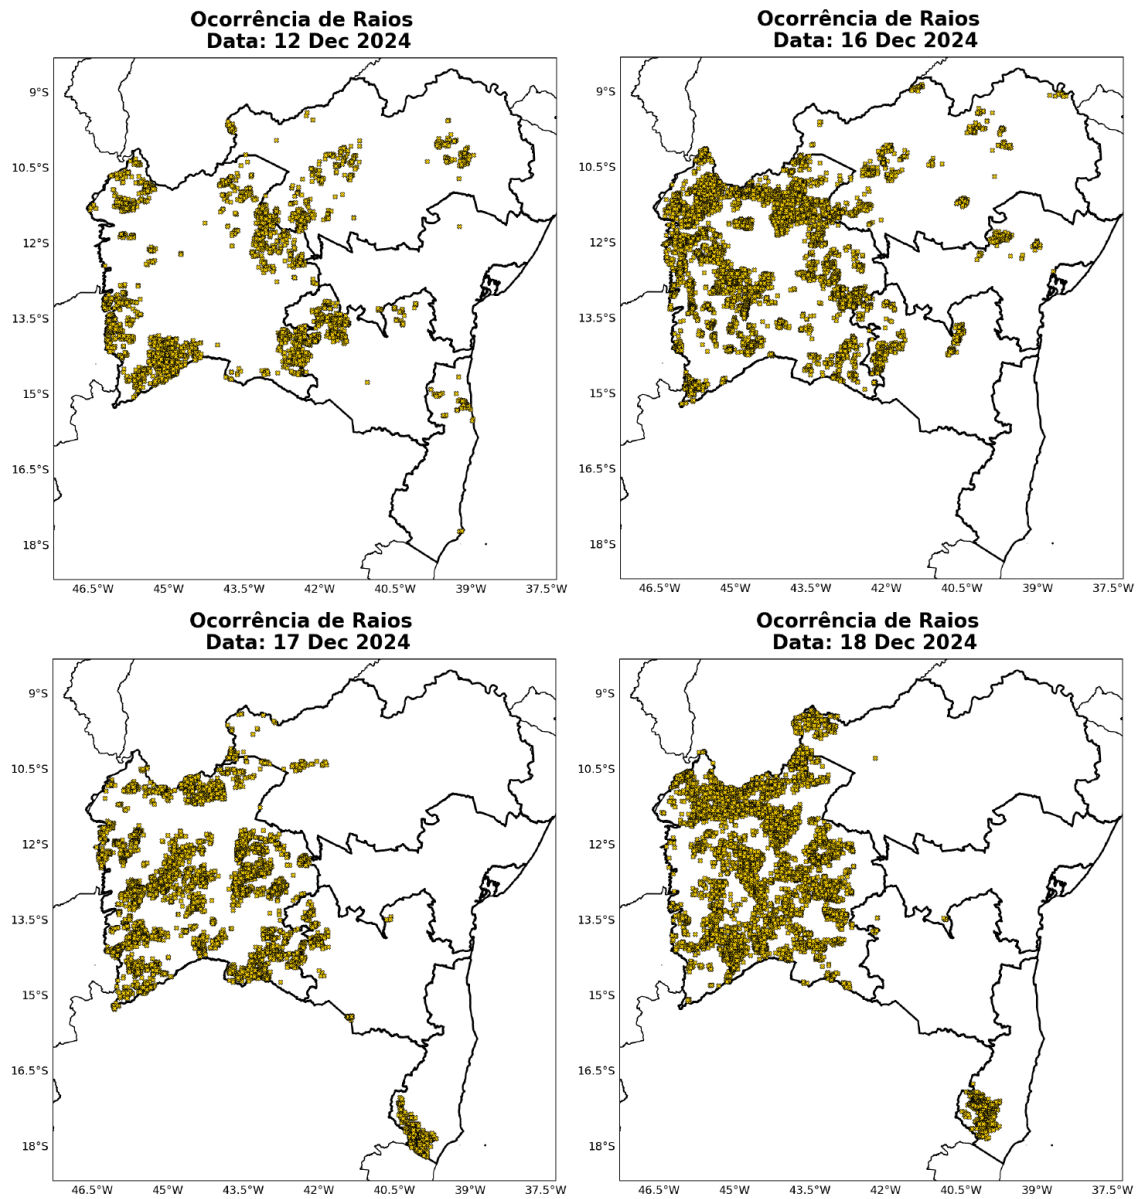 Ocorrência de Raios
Data: 12 Dec 2024
9°S
10.5°S
12°S
13.5°S
15°S
16.5°S
18°S
46.5°W 45°W 43.5°W 42°W 40.5°W 39°W 37.5°W
Ocorrência de Raios
Data: 16 Dec 2024
9°S
10.5°S
12°S
13.5°S
15°S
16.5°S
18°S
46.5°W 45°W 43.5°W 42°W 40.5°W 39°W 37.5°W
Ocorrência de Raios
Data: 17 Dec 2024
9°S
10.5°S
12°S
13.5°S
15°S
16.5°S
18°S
46.5°W 45°W 43.5°W 42°W 40.5°W 39°W 37.5°W
Ocorrência de Raios
Data: 18 Dec 2024
9°S
10.5°S
12°S
13.5°S
15°S
16.5°S
18°S
46.5°W 45°W 43.5°W 42°W 40.5°W 39°W 37.5°W